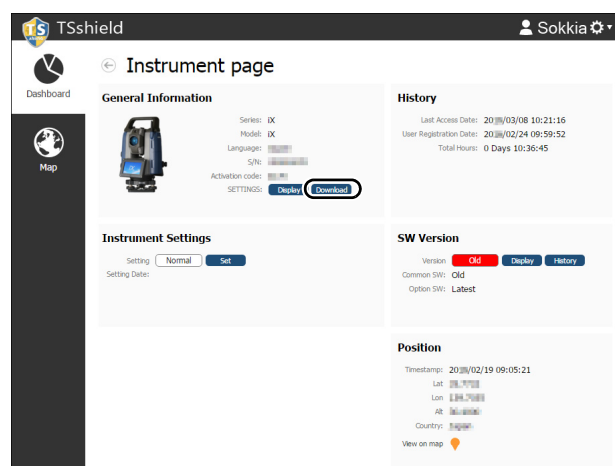 TS
TSshield
Sokkia
Dashboard
Map
Instrument page
General Information
Series: iX
Model: iX
Language:
S/N:
Activation code:
SETTINGS: Display Download
History
Last Access Date: 20 /03/08 10:21:16
User Registration Date: 20 /02/24 09:59:52
Total Hours: 0 Days 10:36:45
Instrument Settings
Setting Normal Set
Setting Date:
SW Version
Version Old Display History
Common SW: Old
Option SW: Latest
Position
Timestamp: 20 /02/19 09:05:21
Lat
Lon
Alt
Country:
View on map